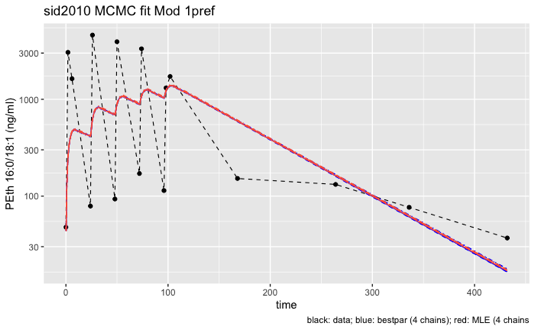 sid2010 MCMC fit Mod 1pref
PEth 16:0/18:1 (ng/ml)
3000
1000
300
100
30
0
100
200
300
400
time
black: data; blue: bestpar (4 chains); red: MLE (4 chains